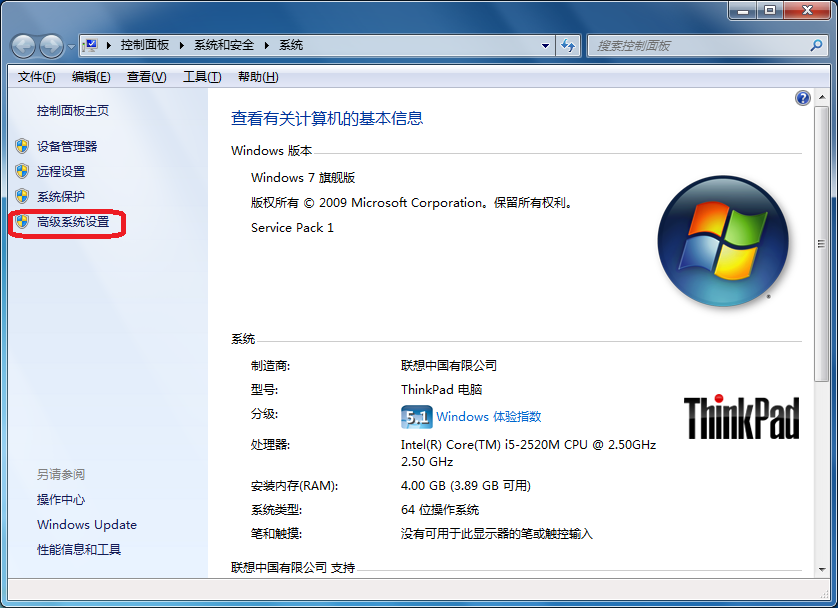 控制面板 系统和安全 系统
搜索控制面板
文件(F) 编辑(E) 查看(V) 工具(T) 帮助(H)
控制面板主页
设备管理器
远程设置
系统保护
高级系统设置
另请参阅
操作中心
Windows Update
性能信息和工具
查看有关计算机的基本信息
Windows 版本
Windows 7 旗舰版
版权所有 © 2009 Microsoft Corporation。保留所有权利。
Service Pack 1
系统
制造商: 联想中国有限公司
型号: ThinkPad 电脑
分级: 5.1 Windows 体验指数
处理器: Intel(R) Core(TM) i5-2520M CPU @ 2.50GHz
2.50 GHz
安装内存(RAM): 4.00 GB (3.89 GB 可用)
系统类型: 64 位操作系统
笔和触摸: 没有可用于此显示器的笔或触控输入
ThinkPad
联想中国有限公司 支持